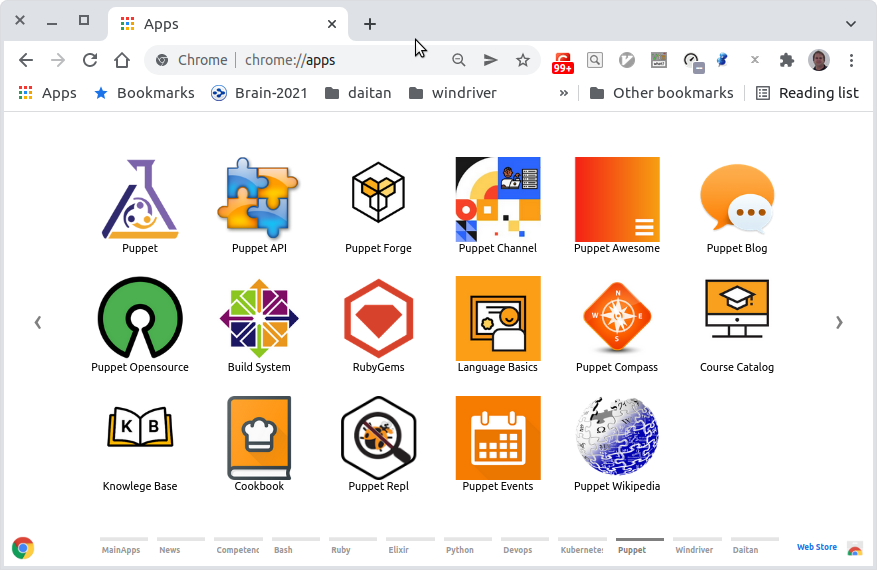 Apps
Chrome chrome://apps
99+
Apps Bookmarks Brain-2021 daitan windriver » Other bookmarks Reading list
Puppet Puppet API Puppet Forge Puppet Channel Puppet Awesome Puppet Blog
N
W E
S
Puppet Opensource Build System RubyGems Language Basics Puppet Compass Course Catalog
K B
Knowlege Base Cookbook Puppet Repl Puppet Events Puppet Wikipedia
MainApps News Competenc Bash Ruby Elixir Python Devops Kubernetes Puppet Windriver Daitan Web Store